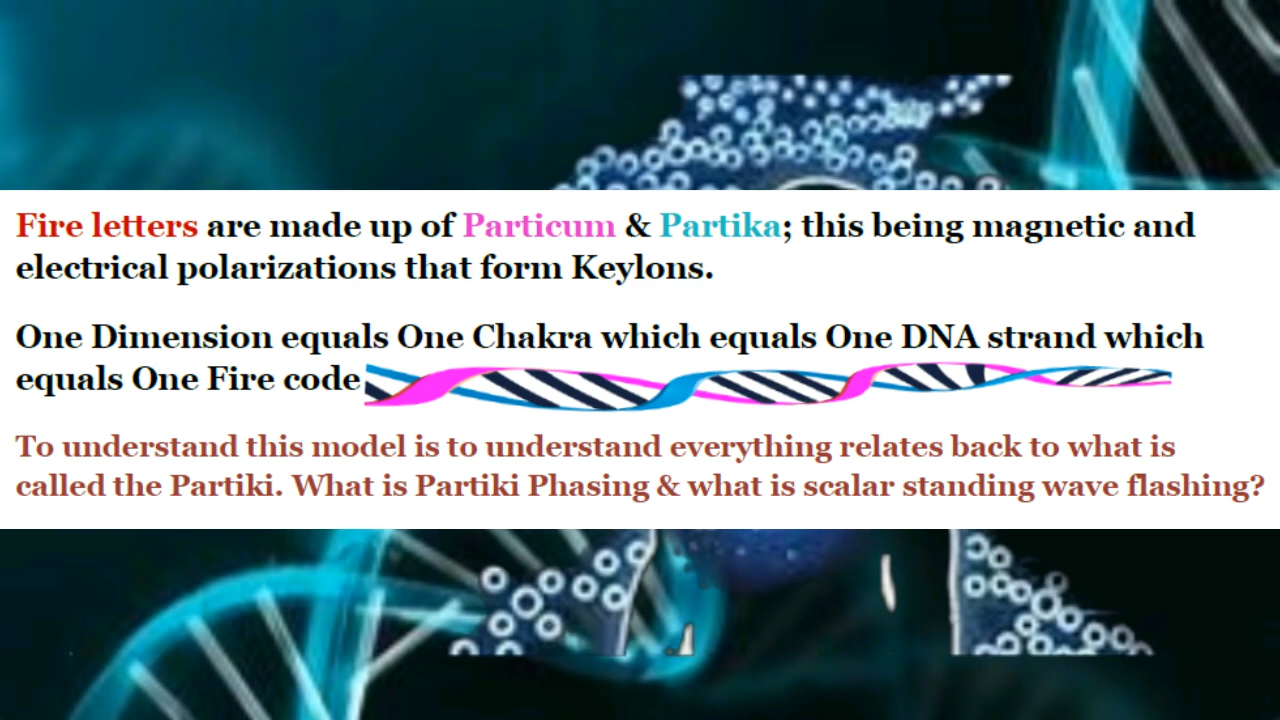 Fire letters are made up of Particum & Partika; this being magnetic and
electrical polarizations that form Keylons.
One Dimension equals One Chakra which equals One DNA strand which
equals One Fire code
To understand this model is to understand everything relates back to what is
called the Partiki. What is Partiki Phasing & what is scalar standing wave flashing?